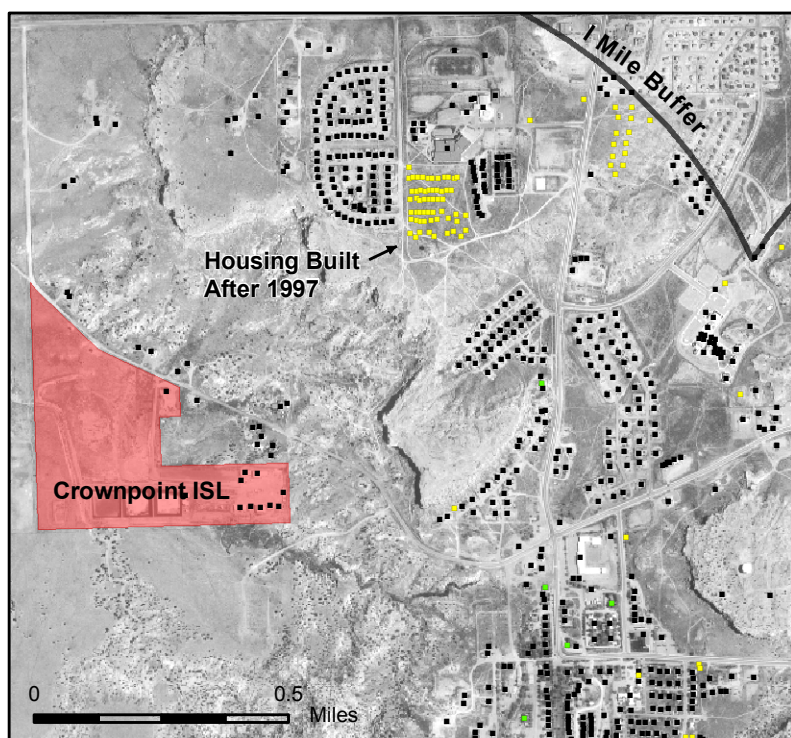 I Mile Buffer
Housing Built
After 1997
Crownpoint ISL
0
0.5
Miles